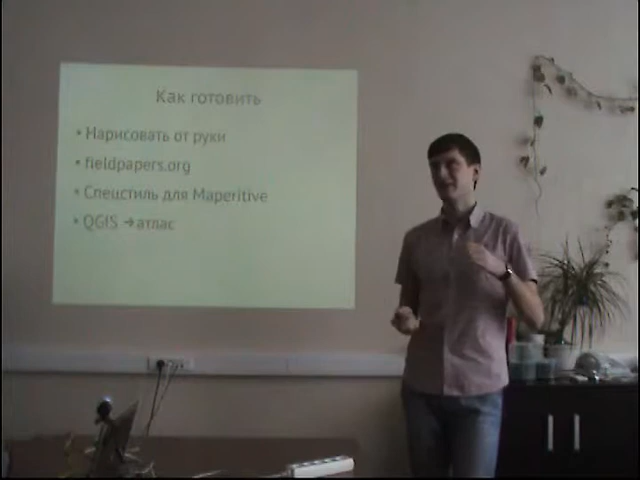 Как готовить
• Нарисовать от руки
• fieldpapers.org
• Спецстиль для Maperitive
• QGIS → атлас